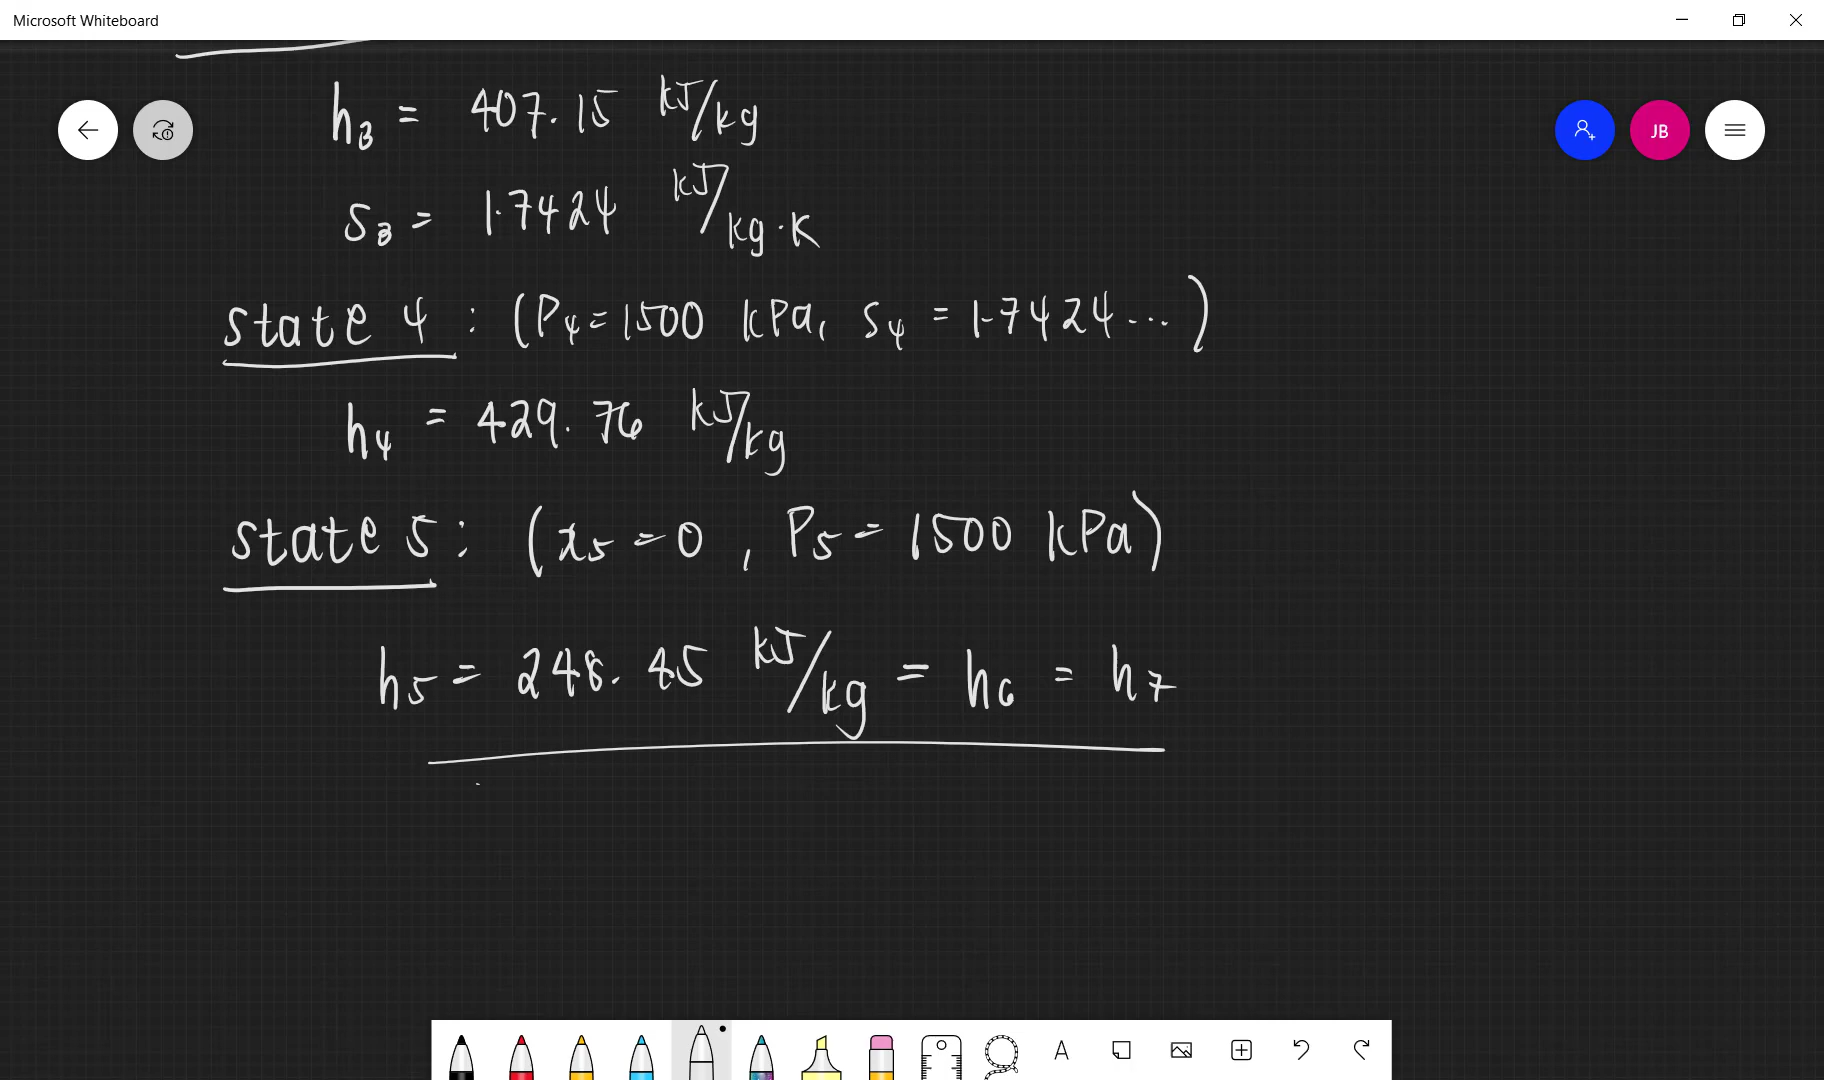 Microsoft Whiteboard
h₃ = 407.15 kJ/kg
JB
s₃ = 1.7424 kJ/kg·K
state 4 : (P₄ = 1500 kPa, s₄ = 1.7424...)
h₄ = 429.76 kJ/kg
state 5 : (x₅ = 0 , P₅ = 1500 kPa)
h₅ = 248.45 kJ/kg = h₆ = h₇
A